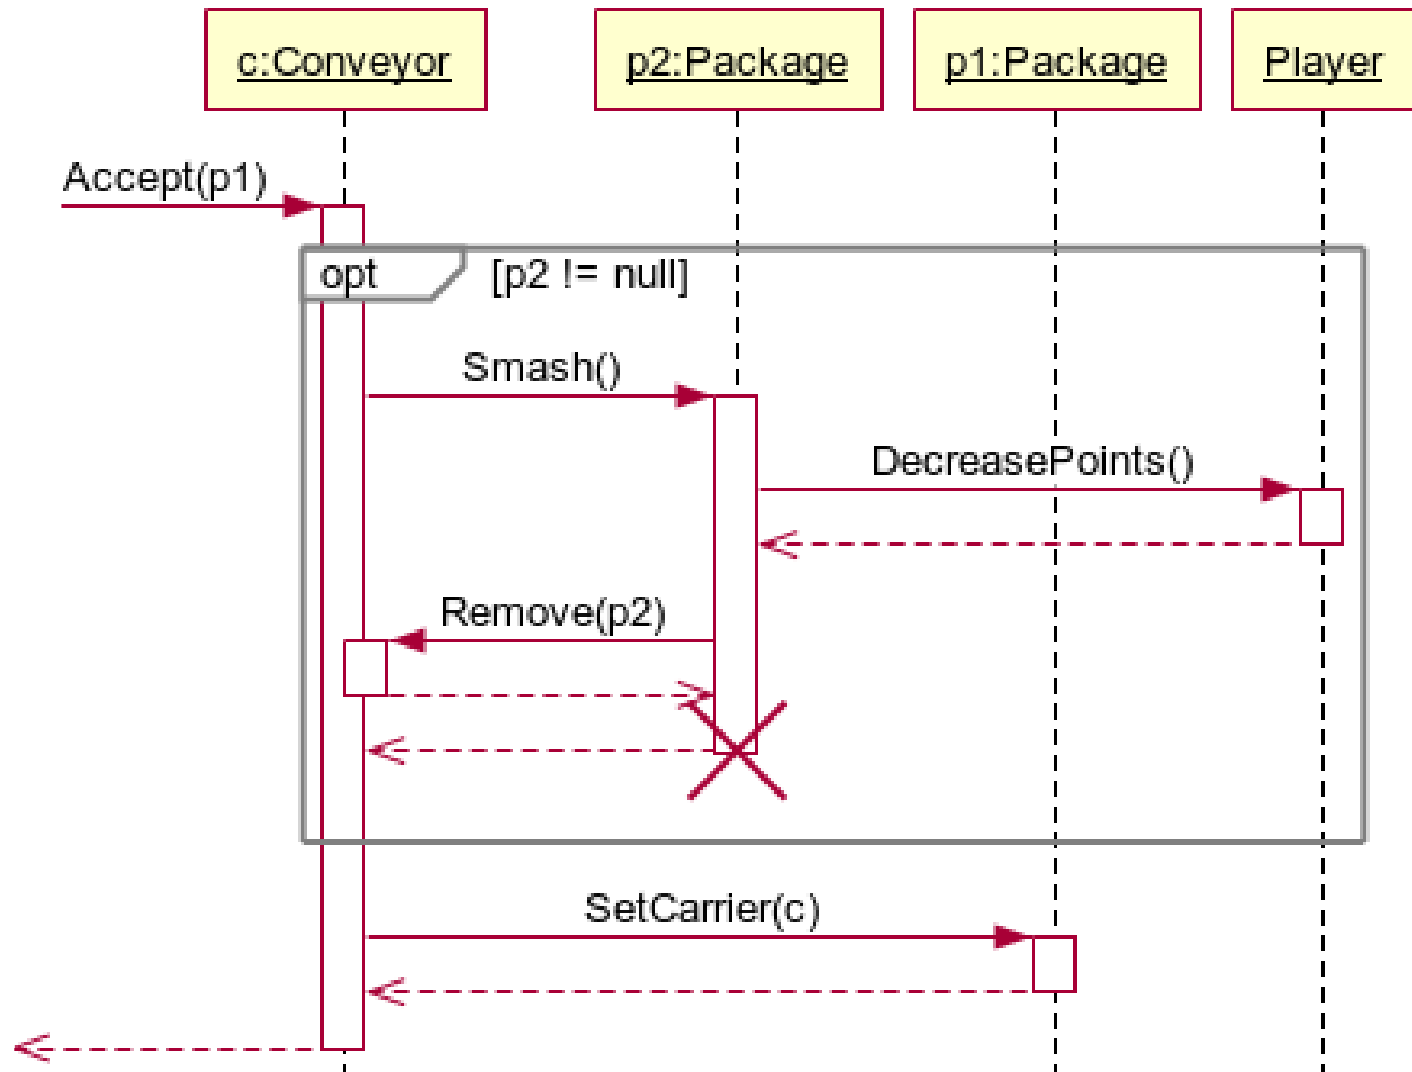 c:Conveyor
p2:Package
p1:Package
Player
Accept(p1)
opt
[p2 != null]
Smash()
DecreasePoints()
Remove(p2)
SetCarrier(c)